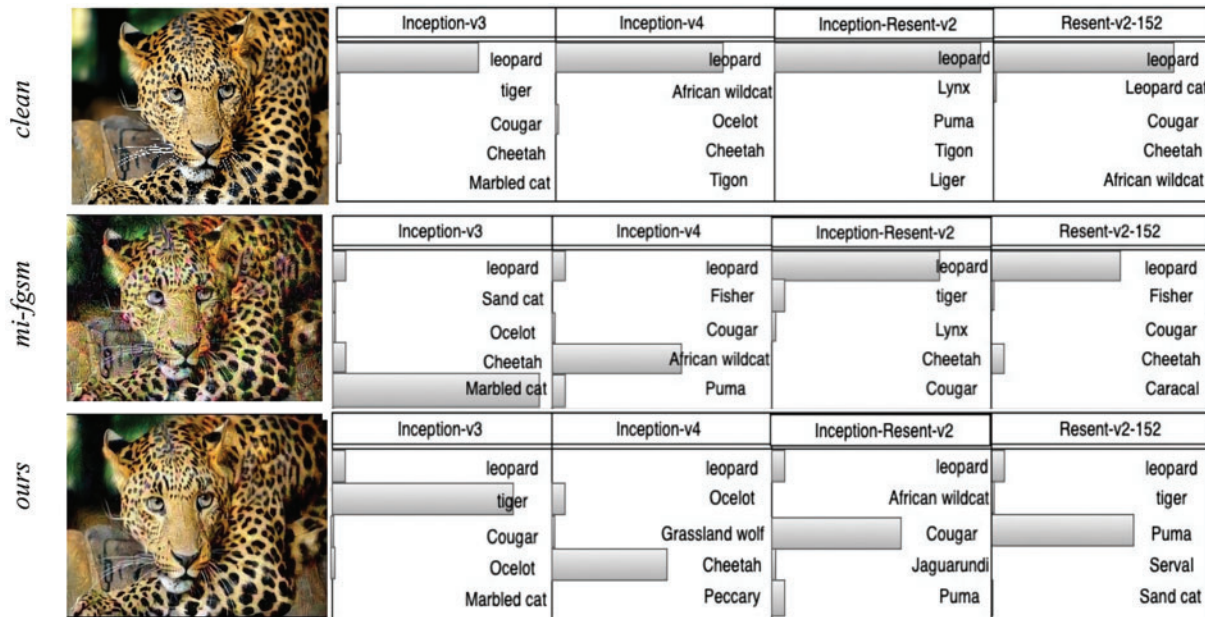 clean
Inception-v3 Inception-v4 Inception-Resent-v2 Resent-v2-152
leopard leopard leopard leopard
tiger African wildcat Lynx Leopard cat
Cougar Ocelot Puma Cougar
Cheetah Cheetah Tigon Cheetah
Marbled cat Tigon Liger African wildcat
mi-fgsm
Inception-v3 Inception-v4 Inception-Resent-v2 Resent-v2-152
leopard leopard leopard leopard
Sand cat Fisher tiger Fisher
Ocelot Cougar Lynx Cougar
Cheetah African wildcat Cheetah Cheetah
Marbled cat Puma Cougar Caracal
ours
Inception-v3 Inception-v4 Inception-Resent-v2 Resent-v2-152
leopard leopard leopard leopard
tiger Ocelot African wildcat tiger
Cougar Grassland wolf Cougar Puma
Ocelot Cheetah Jaguarundi Serval
Marbled cat Peccary Puma Sand cat